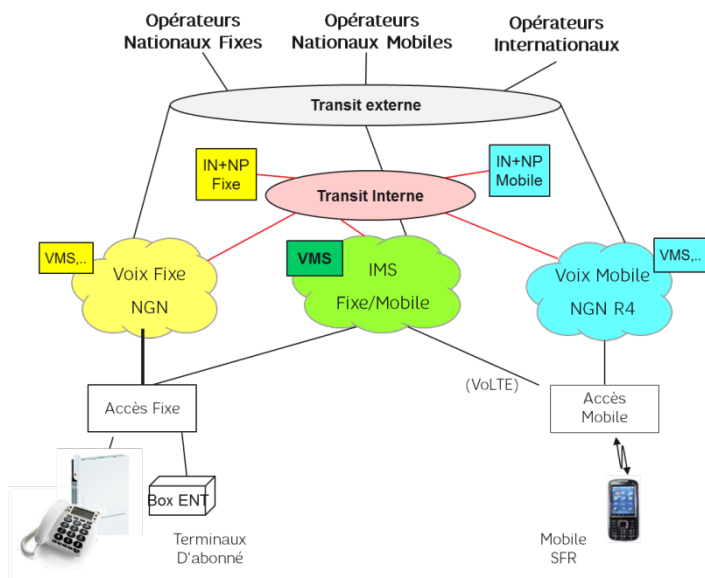 Opérateurs
Nationaux Fixes
Opérateurs
Nationaux Mobiles
Opérateurs
Internationaux
Transit externe
IN+NP
Fixe
IN+NP
Mobile
Transit Interne
VMS,..
Voix Fixe
NGN
VMS
IMS
Fixe/Mobile
Voix Mobile
NGN R4
VMS,..
(VoLTE)
Accès Fixe
Accès
Mobile
Box ENT
Terminaux
D'abonné
Mobile
SFR